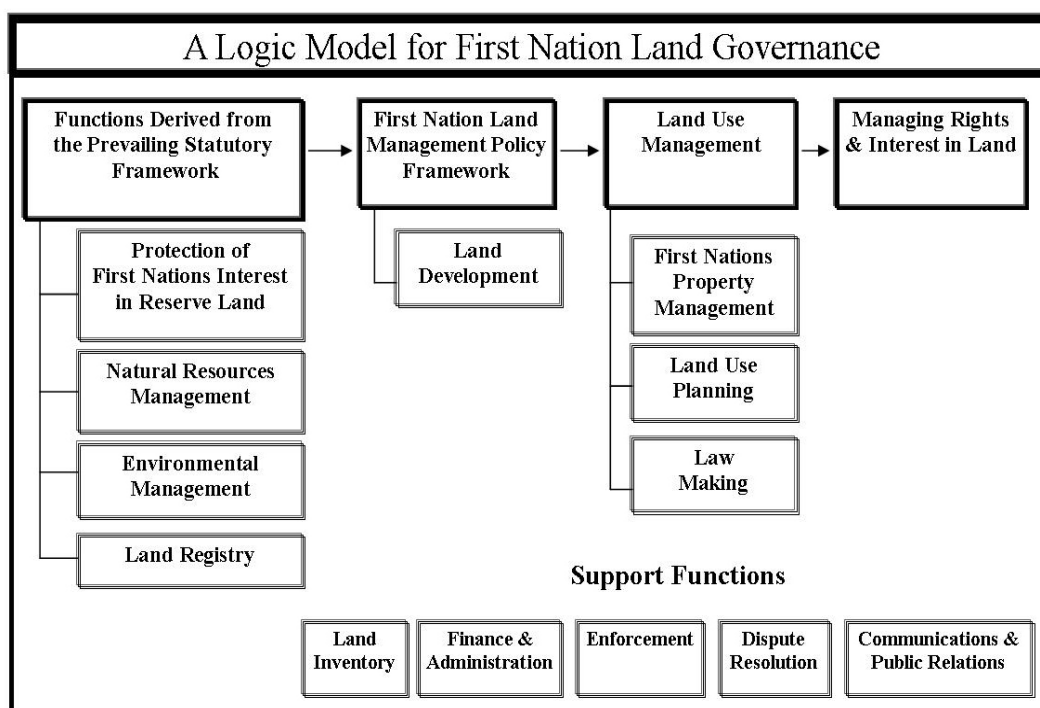 A Logic Model for First Nation Land Governance
Functions Derived from
the Prevailing Statutory
Framework
First Nation Land
Management Policy
Framework
Land Use
Management
Managing Rights
& Interest in Land
Protection of
First Nations Interest
in Reserve Land
Natural Resources
Management
Environmental
Management
Land Registry
Land
Development
First Nations
Property
Management
Land Use
Planning
Law
Making
Support Functions
Land
Inventory
Finance &
Administration
Enforcement
Dispute
Resolution
Communications &
Public Relations